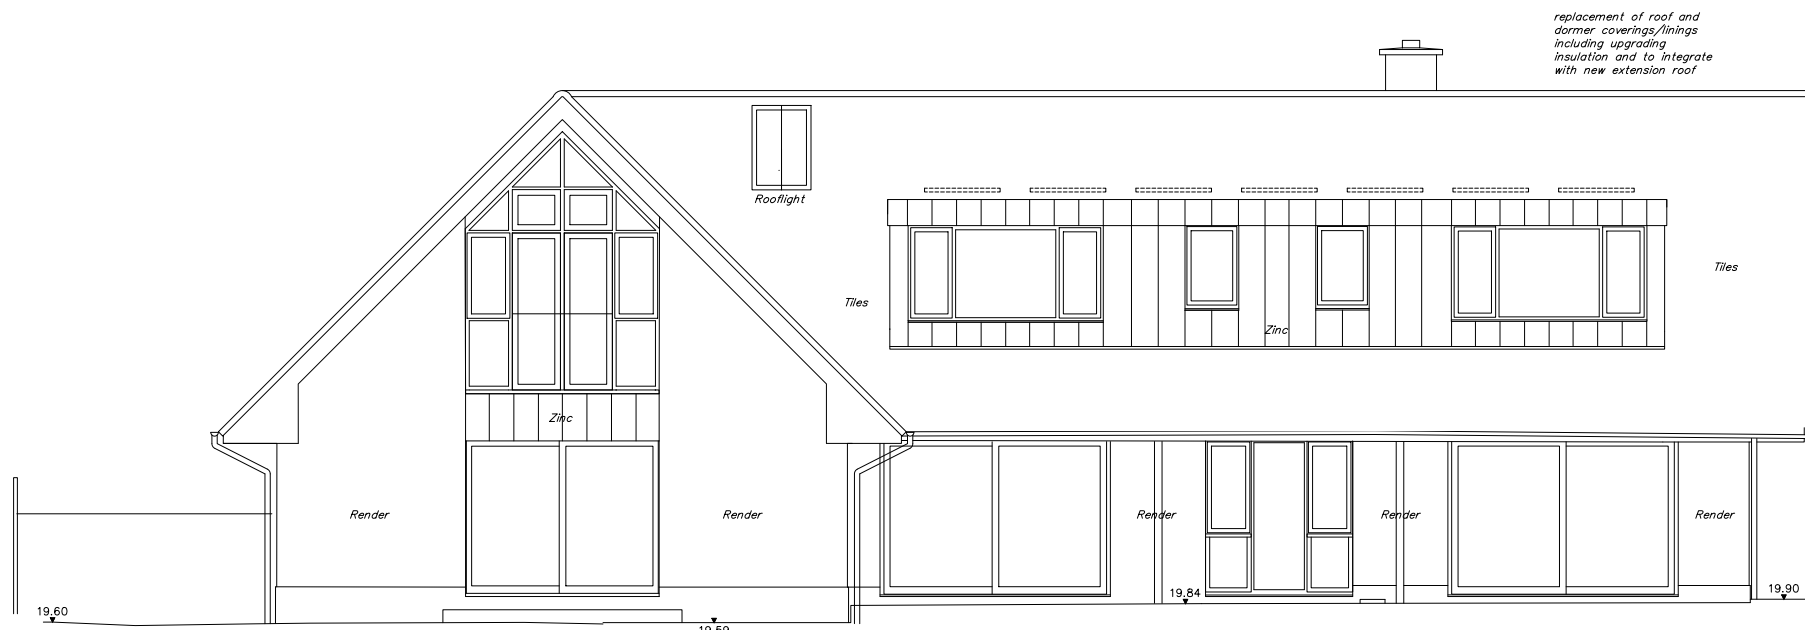 replacement of roof and
dormer coverings/linings
including upgrading
insulation and to integrate
with new extension roof
Rooflight
Tiles
Tiles
Zinc
Zinc
Render
Render
Render
Render
Render
19.60
19.84
19.90